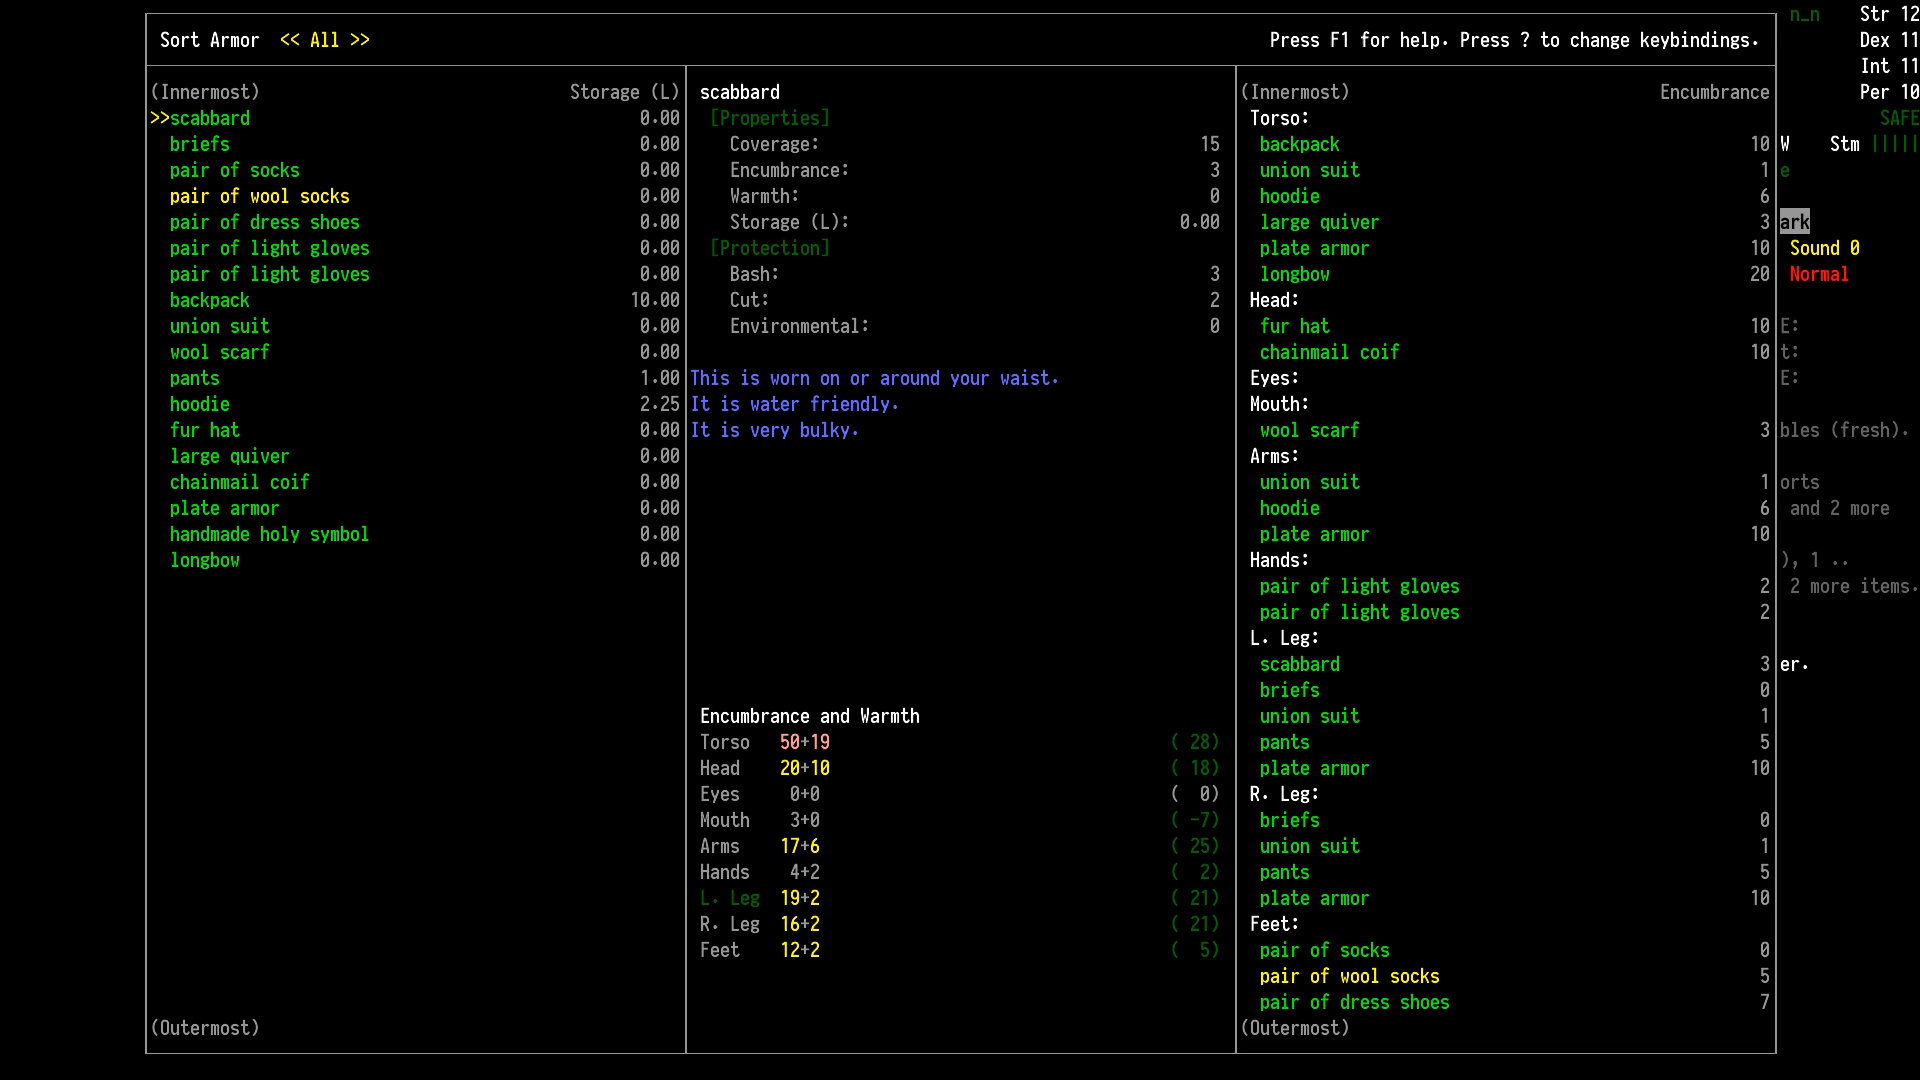 Sort Armor << All >> Press F1 for help. Press ? to change keybindings.
n_n Str 12
Dex 11
Int 11
Per 10
SAFE
W Stm |||||
e
ark
Sound 0
Normal
E:
t:
E:
bles (fresh).
orts
and 2 more
), 1 ..
2 more items.
er.
(Innermost) Storage (L)
>>scabbard 0.00
briefs 0.00
pair of socks 0.00
pair of wool socks 0.00
pair of dress shoes 0.00
pair of light gloves 0.00
pair of light gloves 0.00
backpack 10.00
union suit 0.00
wool scarf 0.00
pants 1.00
hoodie 2.25
fur hat 0.00
large quiver 0.00
chainmail coif 0.00
plate armor 0.00
handmade holy symbol 0.00
longbow 0.00
(Outermost)
scabbard
[Properties]
Coverage: 15
Encumbrance: 3
Warmth: 0
Storage (L): 0.00
[Protection]
Bash: 3
Cut: 2
Environmental: 0
This is worn on or around your waist.
It is water friendly.
It is very bulky.
Encumbrance and Warmth
Torso 50+19 ( 28)
Head 20+10 ( 18)
Eyes 0+0 ( 0)
Mouth 3+0 ( -7)
Arms 17+6 ( 25)
Hands 4+2 ( 2)
L. Leg 19+2 ( 21)
R. Leg 16+2 ( 21)
Feet 12+2 ( 5)
(Innermost) Encumbrance
Torso:
backpack 10
union suit 1
hoodie 6
large quiver 3
plate armor 10
longbow 20
Head:
fur hat 10
chainmail coif 10
Eyes:
Mouth:
wool scarf 3
Arms:
union suit 1
hoodie 6
plate armor 10
Hands:
pair of light gloves 2
pair of light gloves 2
L. Leg:
scabbard 3
briefs 0
union suit 1
pants 5
plate armor 10
R. Leg:
briefs 0
union suit 1
pants 5
plate armor 10
Feet:
pair of socks 0
pair of wool socks 5
pair of dress shoes 7
(Outermost)